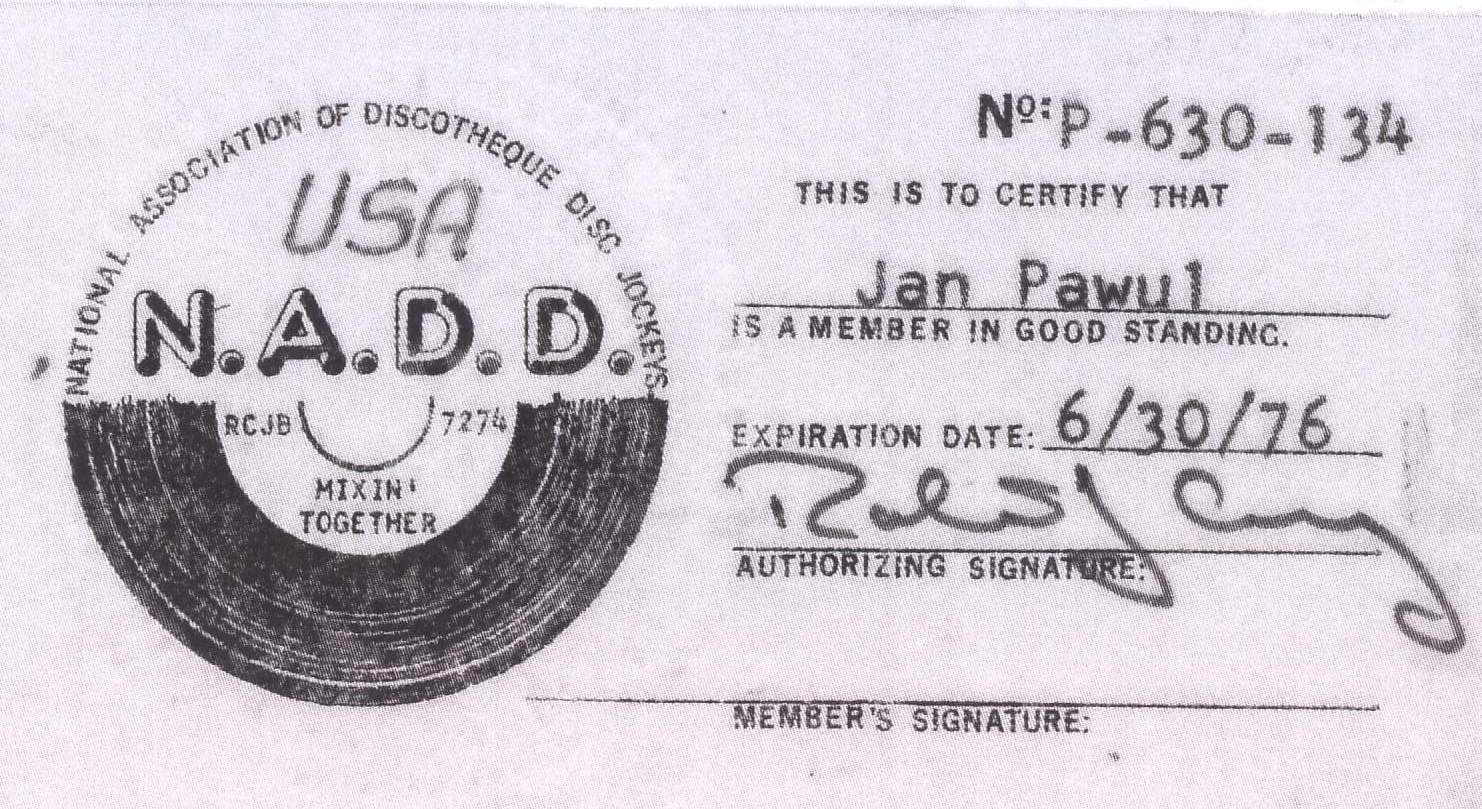 NATIONAL ASSOCIATION OF DISCOTHEQUE DISC JOCKEYS
USA
N.A.D.D.
RCJB 7274
MIXIN'
TOGETHER
Nº: P-630-134
THIS IS TO CERTIFY THAT
Jan Pawul
IS A MEMBER IN GOOD STANDING.
EXPIRATION DATE: 6/30/76
AUTHORIZING SIGNATURE:
MEMBER'S SIGNATURE: